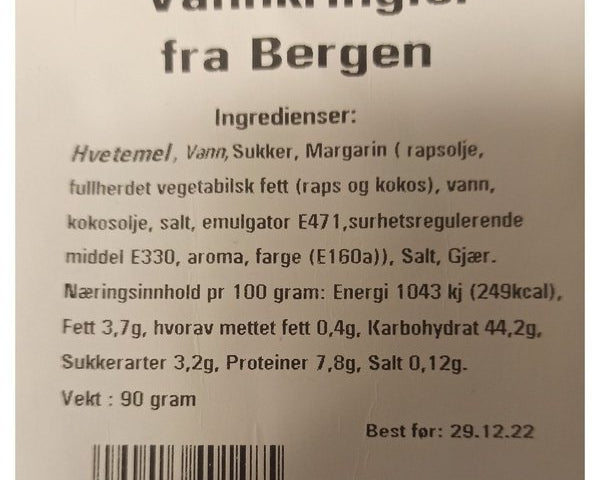 Vannkringler
fra Bergen
Ingredienser:
Hvetemel, Vann, Sukker, Margarin ( rapsolje,
fullherdet vegetabilsk fett (raps og kokos), vann,
kokosolje, salt, emulgator E471,surhetsregulerende
middel E330, aroma, farge (E160a)), Salt, Gjær.
Næringsinnhold pr 100 gram: Energi 1043 kj (249kcal),
Fett 3,7g, hvorav mettet fett 0,4g, Karbohydrat 44,2g,
Sukkerarter 3,2g, Proteiner 7,8g, Salt 0,12g.
Vekt : 90 gram
Best før: 29.12.22